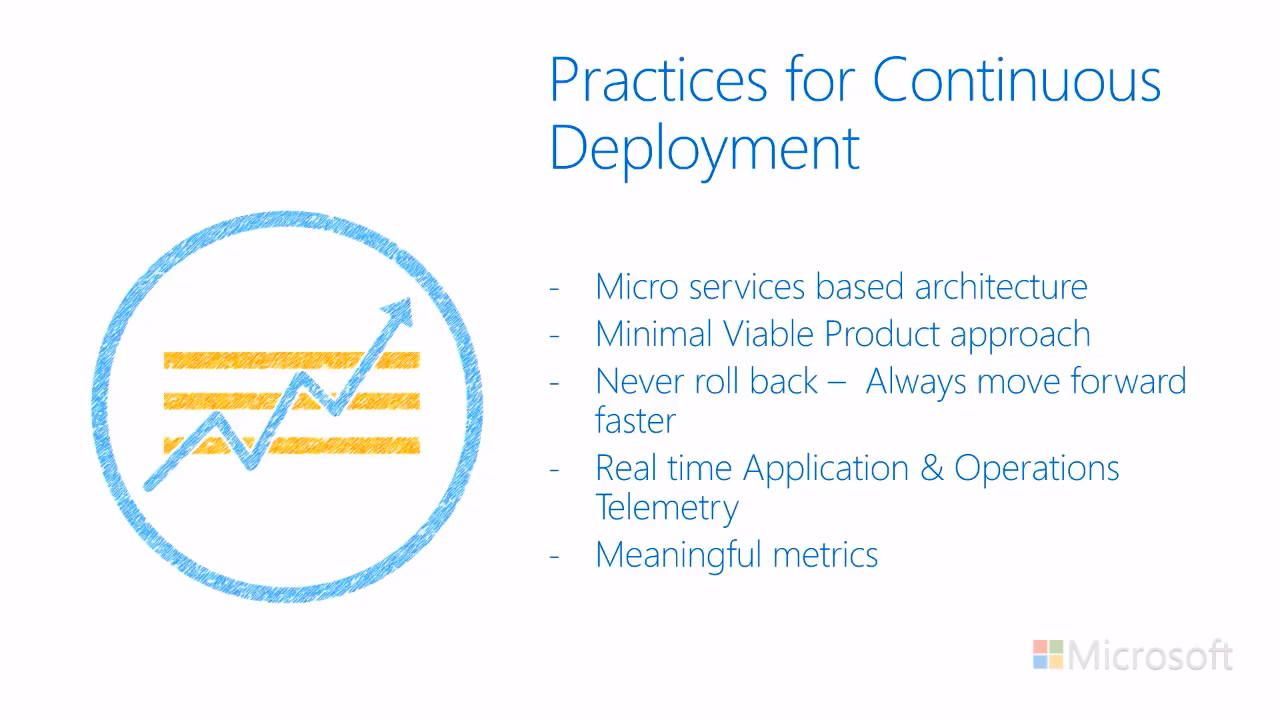 Practices for Continuous
Deployment
- Micro services based architecture
- Minimal Viable Product approach
- Never roll back – Always move forward
faster
- Real time Application & Operations
Telemetry
- Meaningful metrics
Microsoft